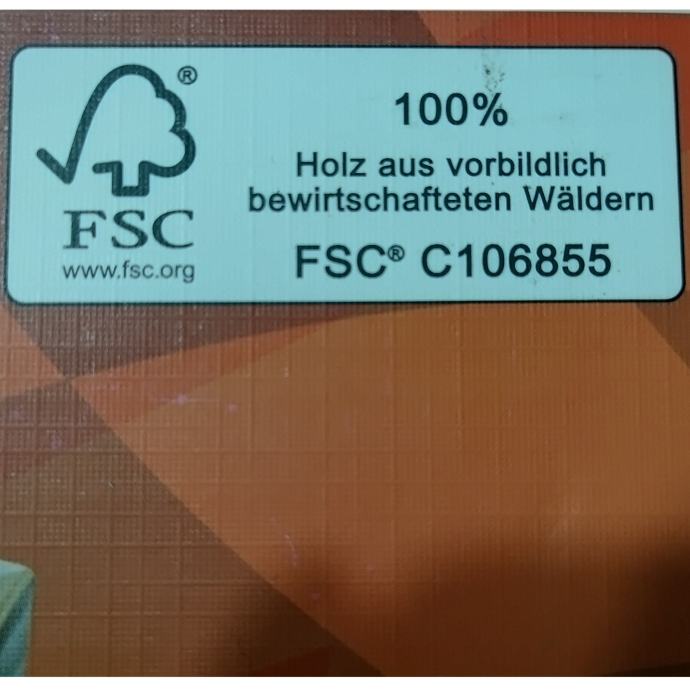 ®
FSC
www.fsc.org
100%
Holz aus vorbildlich
bewirtschafteten Wäldern
FSC® C106855